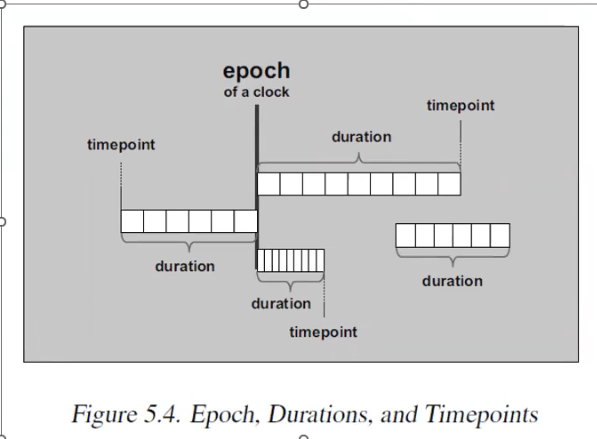 epoch
of a clock
timepoint
duration
timepoint
duration
duration
duration
timepoint
Figure 5.4. Epoch, Durations, and Timepoints